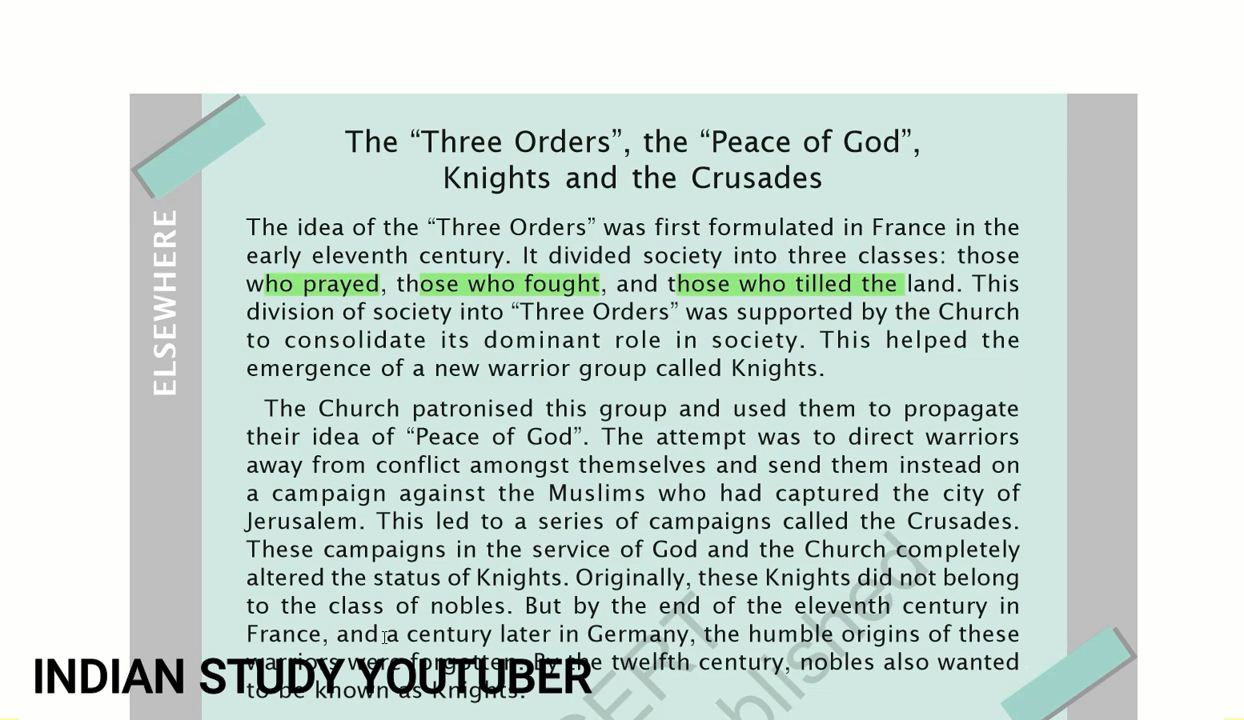 The “Three Orders”, the “Peace of God”,
Knights and the Crusades
ELSEWHERE
The idea of the “Three Orders” was first formulated in France in the
early eleventh century. It divided society into three classes: those
who prayed, those who fought, and those who tilled the land. This
division of society into “Three Orders” was supported by the Church
to consolidate its dominant role in society. This helped the
emergence of a new warrior group called Knights.
The Church patronised this group and used them to propagate
their idea of “Peace of God”. The attempt was to direct warriors
away from conflict amongst themselves and send them instead on
a campaign against the Muslims who had captured the city of
Jerusalem. This led to a series of campaigns called the Crusades.
These campaigns in the service of God and the Church completely
altered the status of Knights. Originally, these Knights did not belong
to the class of nobles. But by the end of the eleventh century in
France, and a century later in Germany, the humble origins of these
warriors were forgotten. By the twelfth century, nobles also wanted
to be known as Knights.
INDIAN STUDY YOUTUBER